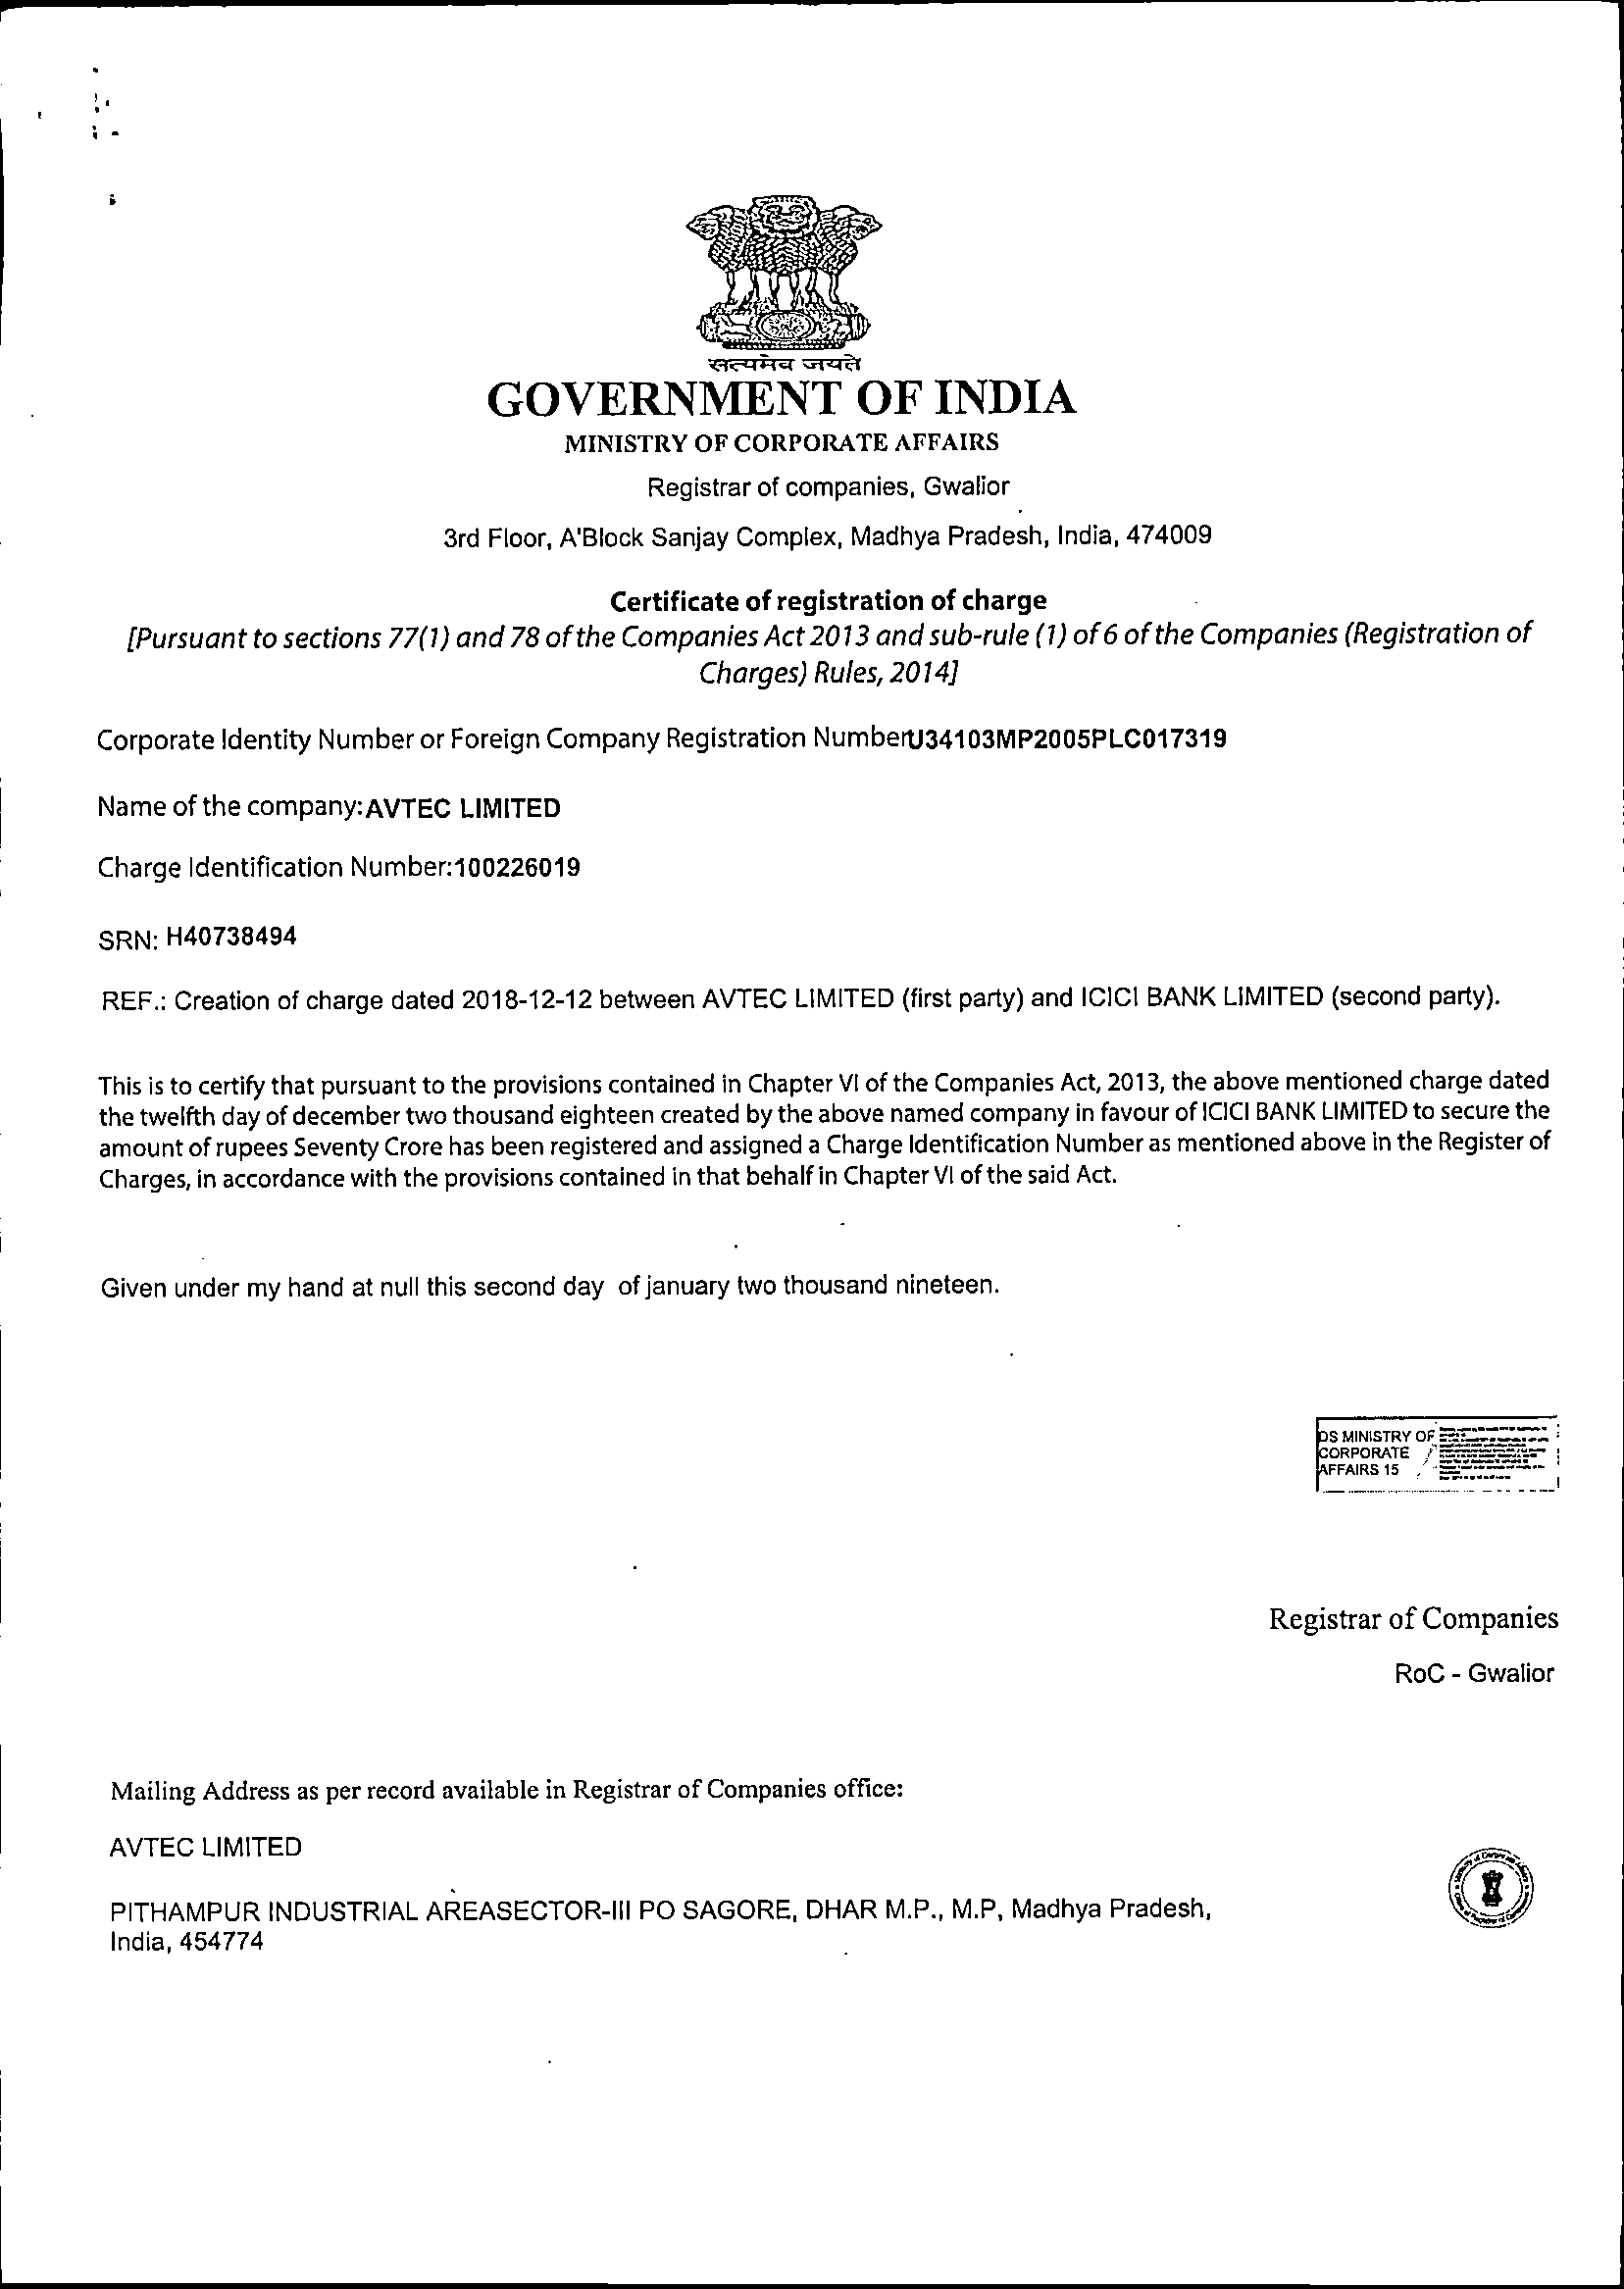 सत्यमेव जयते
GOVERNMENT OF INDIA
MINISTRY OF CORPORATE AFFAIRS
Registrar of companies, Gwalior
3rd Floor, A'Block Sanjay Complex, Madhya Pradesh, India, 474009
Certificate of registration of charge
[Pursuant to sections 77(1) and 78 of the Companies Act 2013 and sub-rule (1) of 6 of the Companies (Registration of
Charges) Rules, 2014]
Corporate Identity Number or Foreign Company Registration NumberU34103MP2005PLC017319
Name of the company:AVTEC LIMITED
Charge Identification Number:100226019
SRN: H40738494
REF.: Creation of charge dated 2018-12-12 between AVTEC LIMITED (first party) and ICICI BANK LIMITED (second party).
This is to certify that pursuant to the provisions contained in Chapter VI of the Companies Act, 2013, the above mentioned charge dated
the twelfth day of december two thousand eighteen created by the above named company in favour of ICICI BANK LIMITED to secure the
amount of rupees Seventy Crore has been registered and assigned a Charge Identification Number as mentioned above in the Register of
Charges, in accordance with the provisions contained in that behalf in Chapter VI of the said Act.
Given under my hand at null this second day of january two thousand nineteen.
DS MINISTRY OF
CORPORATE
AFFAIRS 15
Registrar of Companies
RoC - Gwalior
Mailing Address as per record available in Registrar of Companies office:
AVTEC LIMITED
PITHAMPUR INDUSTRIAL AREASECTOR-III PO SAGORE, DHAR M.P., M.P, Madhya Pradesh,
India, 454774